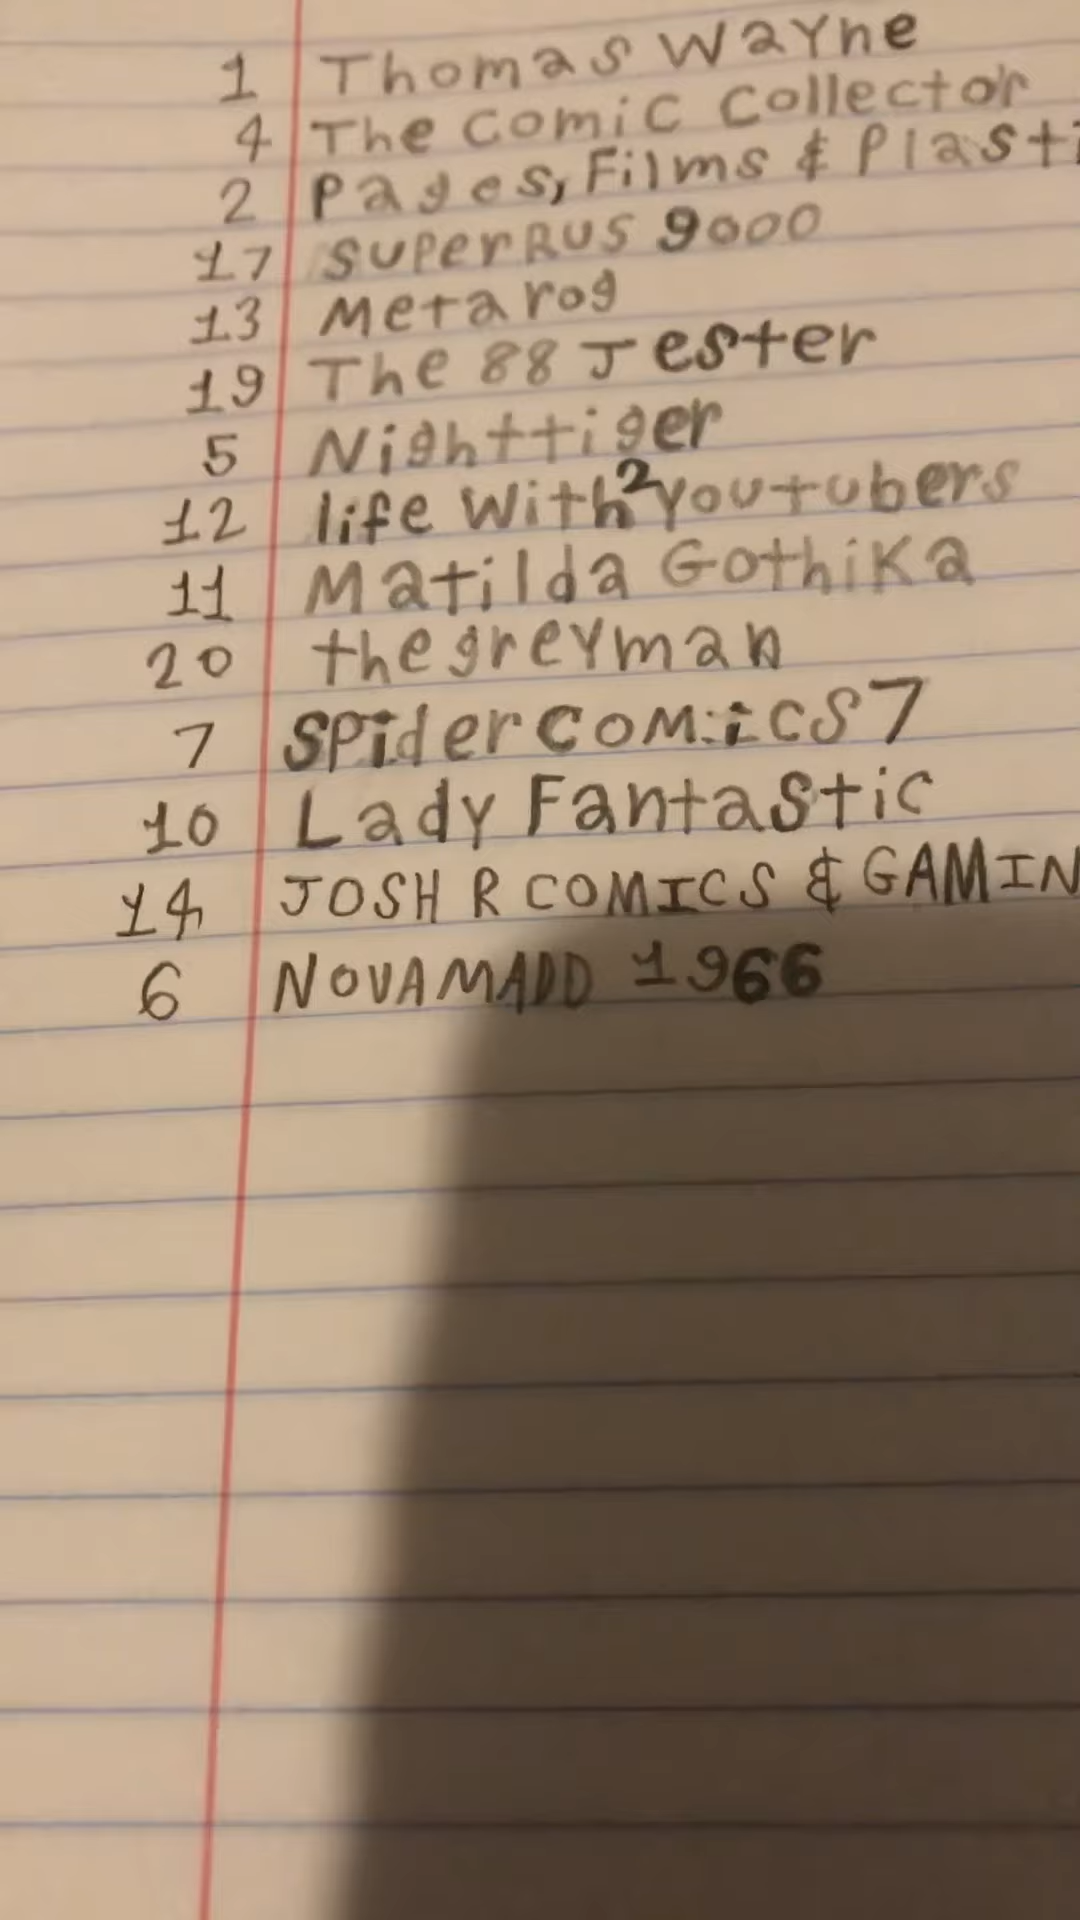 1 Thomas Wayne
4 The Comic Collector
2 Pages, Films & Plasti
17 SuperRUS 9000
13 Metarog
19 The 88 Jester
5 Nighttiger
12 life With 2 Youtubers
11 Matilda GothiKa
20 thegreyman
7 SpidercoMics7
10 Lady Fantastic
14 JOSH R COMICS & GAMIN
6 NOVAMADD 1966